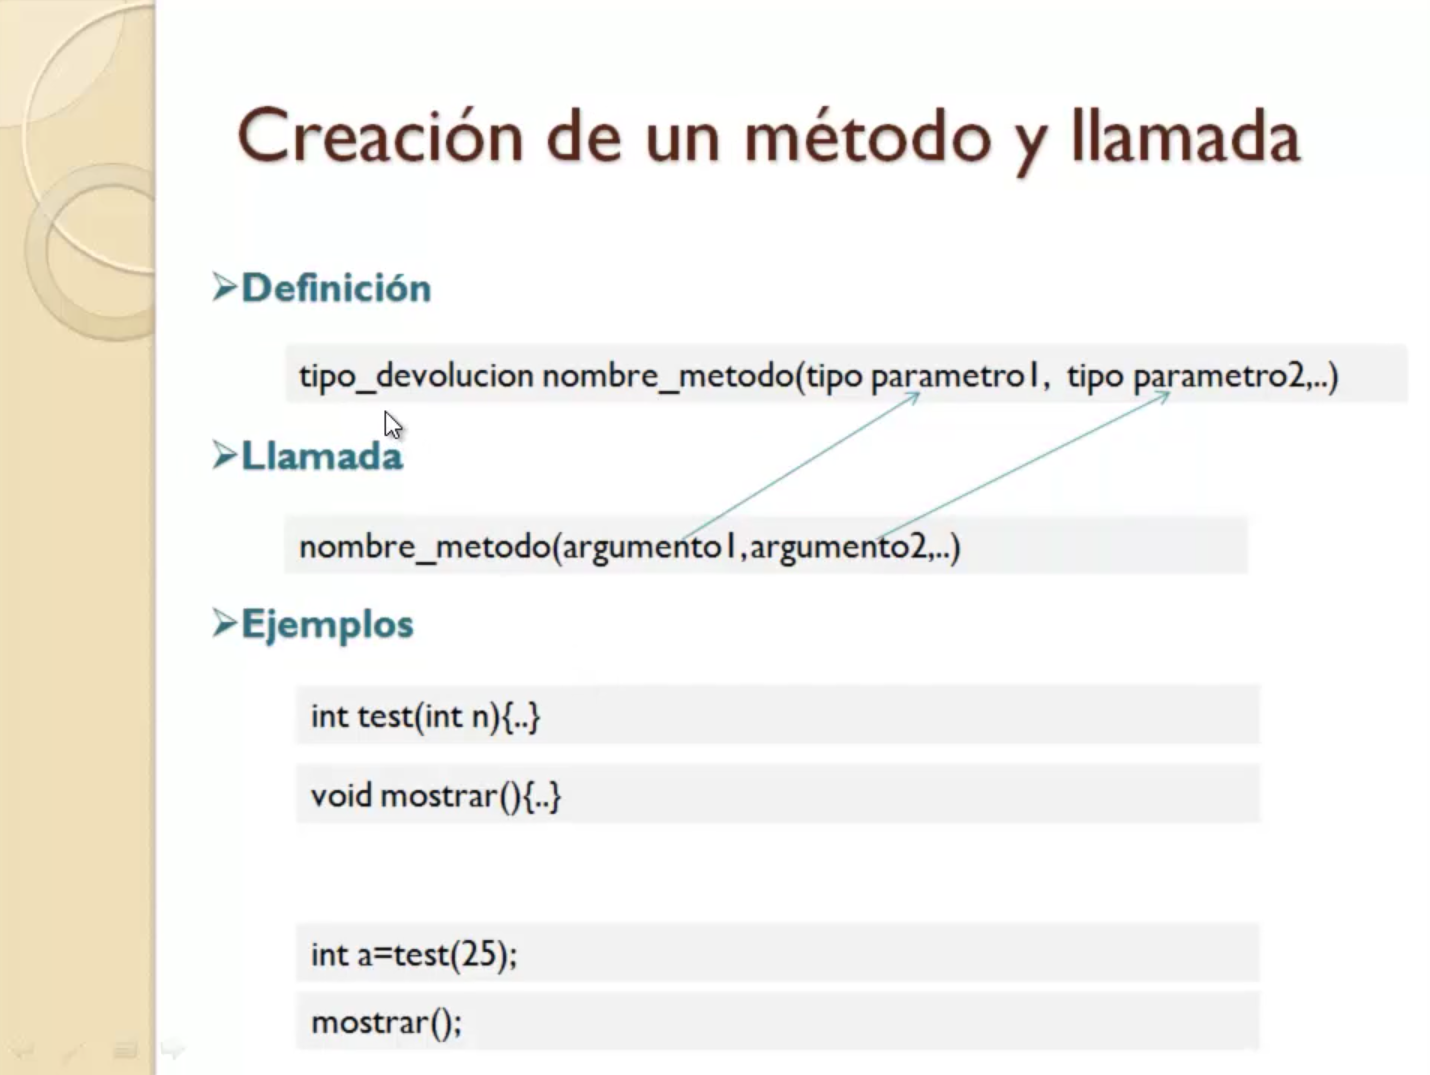 Creación de un método y llamada
Definición
tipo_devolucion nombre_metodo(tipo parametro1, tipo parametro2,..)
Llamada
nombre_metodo(argumento1,argumento2,..)
Ejemplos
int test(int n){..}
void mostrar(){..}
int a=test(25);
mostrar();